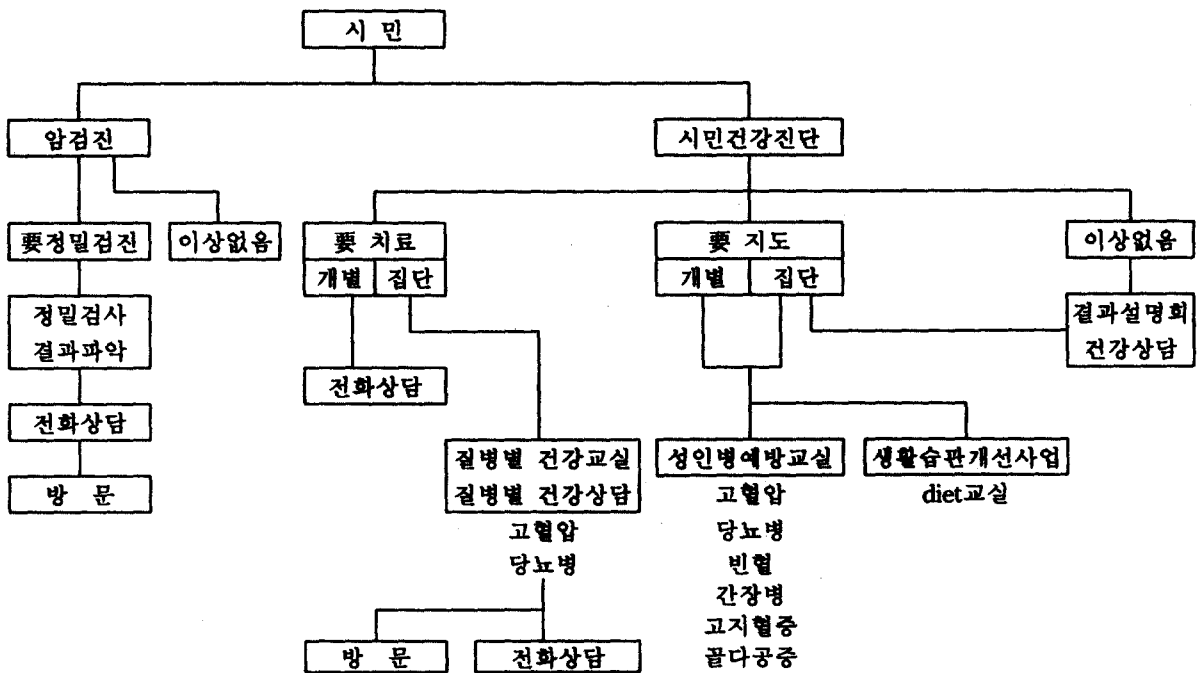 시 민
암검진
시민건강진단
要정밀검진
이상없음
要 치료
개별 집단
要 지도
개별 집단
이상없음
정밀검사
결과파악
결과설명회
건강상담
전화상담
전화상담
방 문
질병별 건강교실
질병별 건강상담
고혈압
당뇨병
성인병예방교실
고혈압
당뇨병
빈혈
간장병
고지혈증
골다공증
생활습관개선사업
diet교실
방 문
전화상담